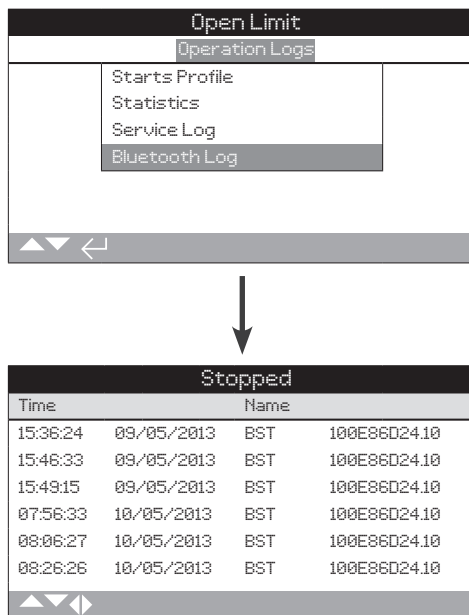 Open Limit
Operation Logs
Starts Profile
Statistics
Service Log
Bluetooth Log
Stopped
Time Name
15:36:24 09/05/2013 BST 100E86D24.10
15:46:33 09/05/2013 BST 100E86D24.10
15:49:15 09/05/2013 BST 100E86D24.10
07:56:33 10/05/2013 BST 100E86D24.10
08:06:27 10/05/2013 BST 100E86D24.10
08:26:26 10/05/2013 BST 100E86D24.10